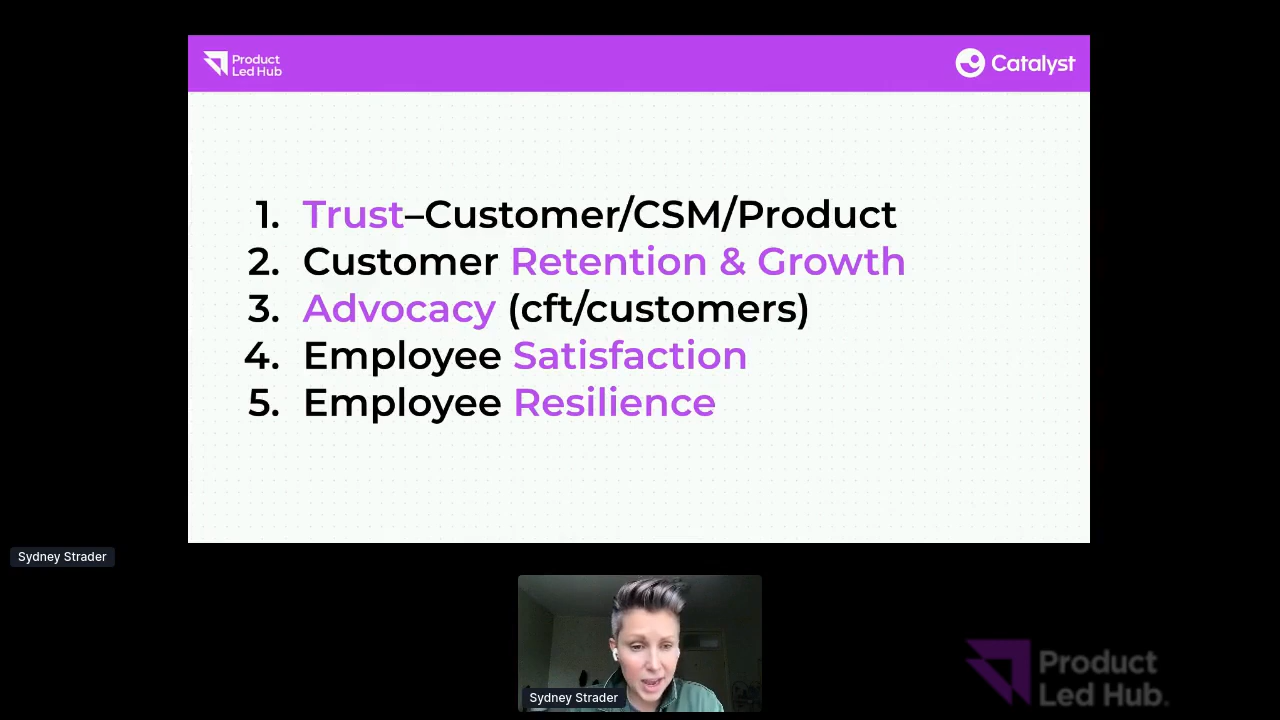 Product
Led Hub
Catalyst
1. Trust–Customer/CSM/Product
2. Customer Retention & Growth
3. Advocacy (cft/customers)
4. Employee Satisfaction
5. Employee Resilience
Sydney Strader
Sydney Strader
Product
Led Hub.